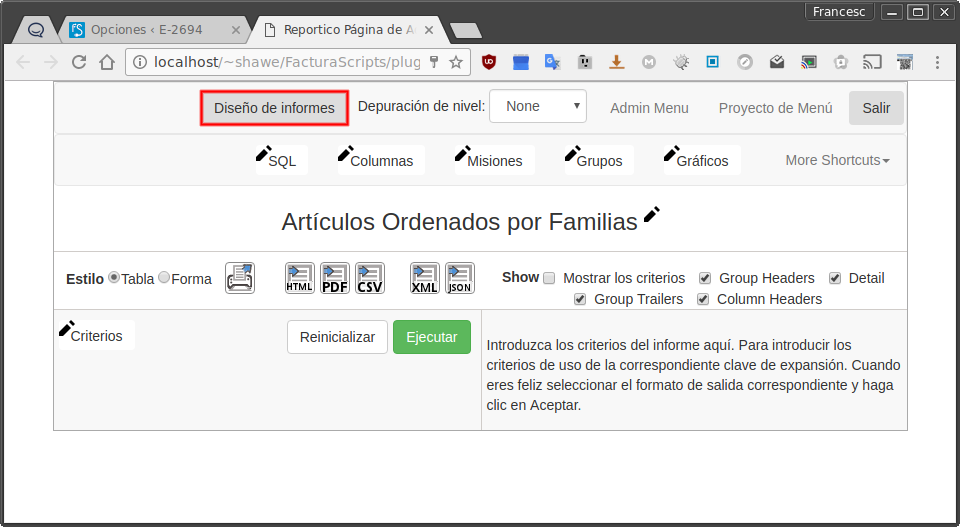 Francesc
Opciones ‹ E-2694
Reportico Página de A
localhost/~shawe/FacturaScripts/plug
Diseño de informes Depuración de nivel: None Admin Menu Proyecto de Menú Salir
SQL Columnas Misiones Grupos Gráficos More Shortcuts
Artículos Ordenados por Familias
Estilo Tabla Forma HTML PDF CSV XML JSON Show Mostrar los criterios Group Headers Detail
Group Trailers Column Headers
Criterios Reinicializar Ejecutar
Introduzca los criterios del informe aquí. Para introducir los
criterios de uso de la correspondiente clave de expansión. Cuando
eres feliz seleccionar el formato de salida correspondiente y haga
clic en Aceptar.